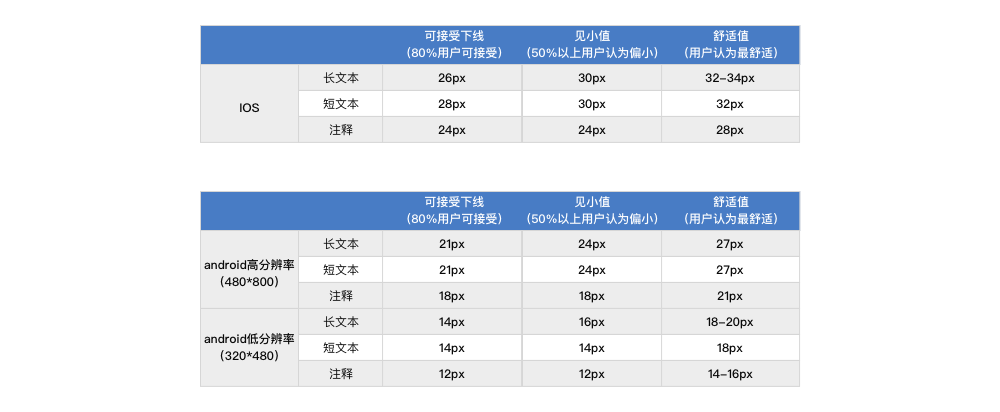 可接受下线 见小值 舒适值
（80%用户可接受） （50%以上用户认为偏小） （用户认为最舒适）
IOS 长文本 26px 30px 32-34px
短文本 28px 30px 32px
注释 24px 24px 28px
可接受下线 见小值 舒适值
（80%用户可接受） （50%以上用户认为偏小） （用户认为最舒适）
android高分辨率
（480*800）
长文本 21px 24px 27px
短文本 21px 24px 27px
注释 18px 18px 21px
android低分辨率
（320*480）
长文本 14px 16px 18-20px
短文本 14px 14px 18px
注释 12px 12px 14-16px